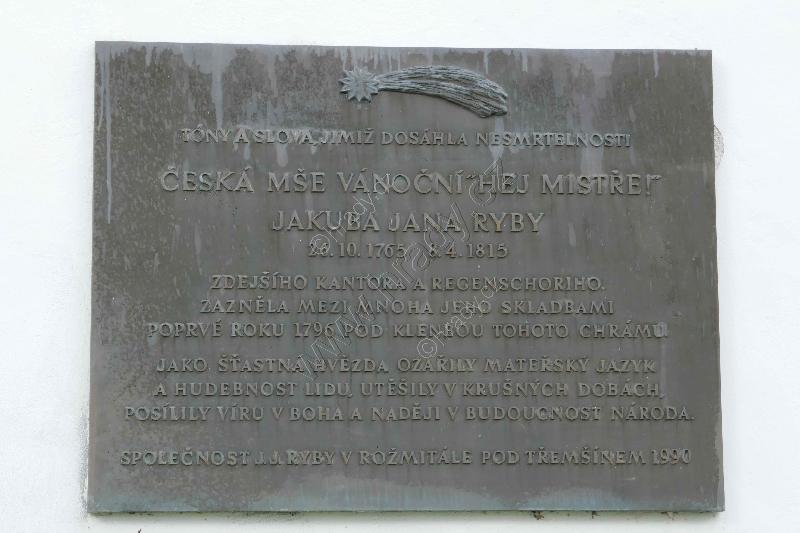 TÓNY A SLOVA, JIMIŽ DOSÁHLA NESMRTELNOSTI
ČESKÁ MŠE VÁNOČNÍ "HEJ MISTŘE!"
JAKUBA JANA RYBY
26.10.1765 8.4.1815
ZDEJŠÍHO KANTORA A REGENSCHORIHO,
ZAZNĚLA MEZI MNOHA JEHO SKLADBAMI
POPRVÉ ROKU 1796 POD KLENBOU TOHOTO CHRÁMU.
JAKO ŠŤASTNÁ HVĚZDA OZÁŘILY MATEŘSKÝ JAZYK
A HUDEBNOST LIDU, UTĚŠILY V KRUŠNÝCH DOBÁCH,
POSÍLILY VÍRU V BOHA A NADĚJI V BUDOUCNOST NÁRODA.
SPOLEČNOST J.J.RYBY V ROŽMITÁLE POD TŘEMŠÍNEM 1990